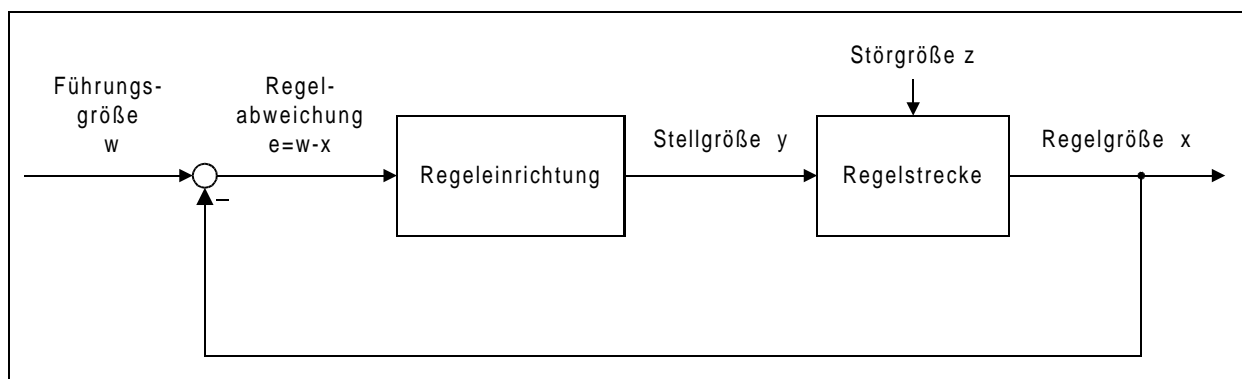 Störgröße z
Führungs-
größe
w
Regel-
abweichung
e=w-x
Stellgröße y
Regelgröße x
Regeleinrichtung
Regelstrecke
–